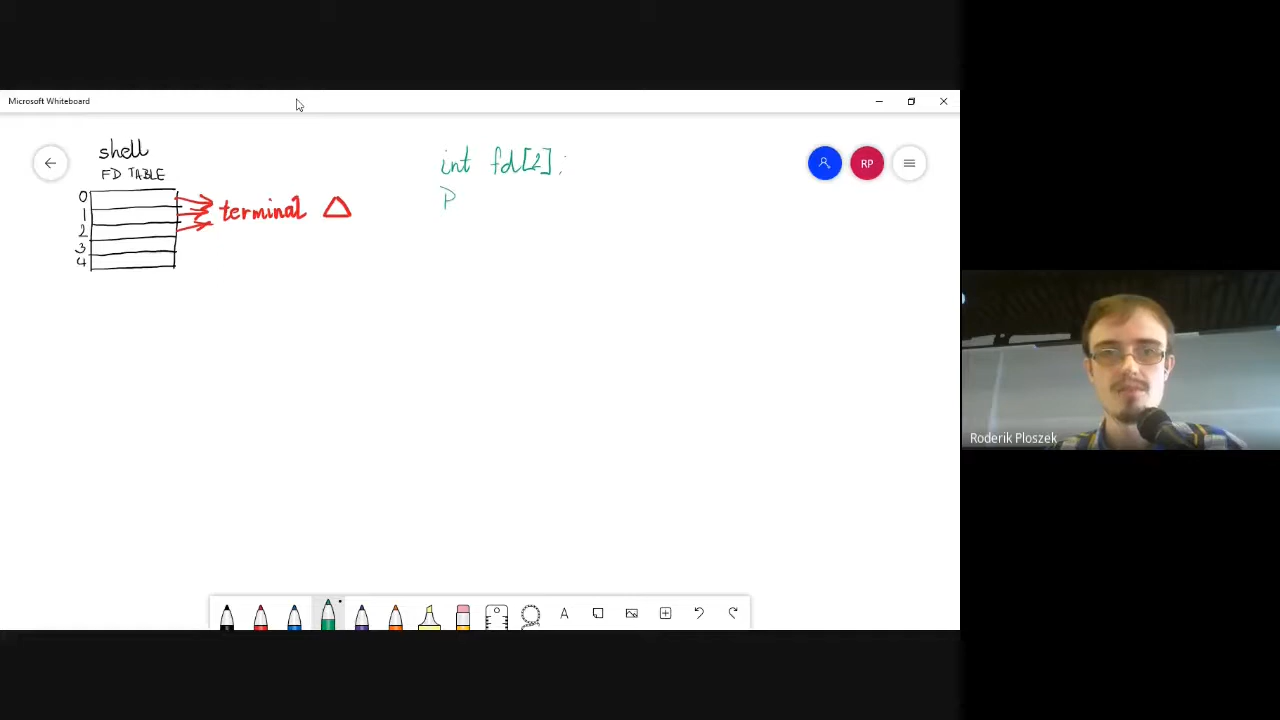 Microsoft Whiteboard
shell
FD TABLE
0
1
2
3
4
terminal
int fd[2];
P
RP
Roderik Ploszek
A